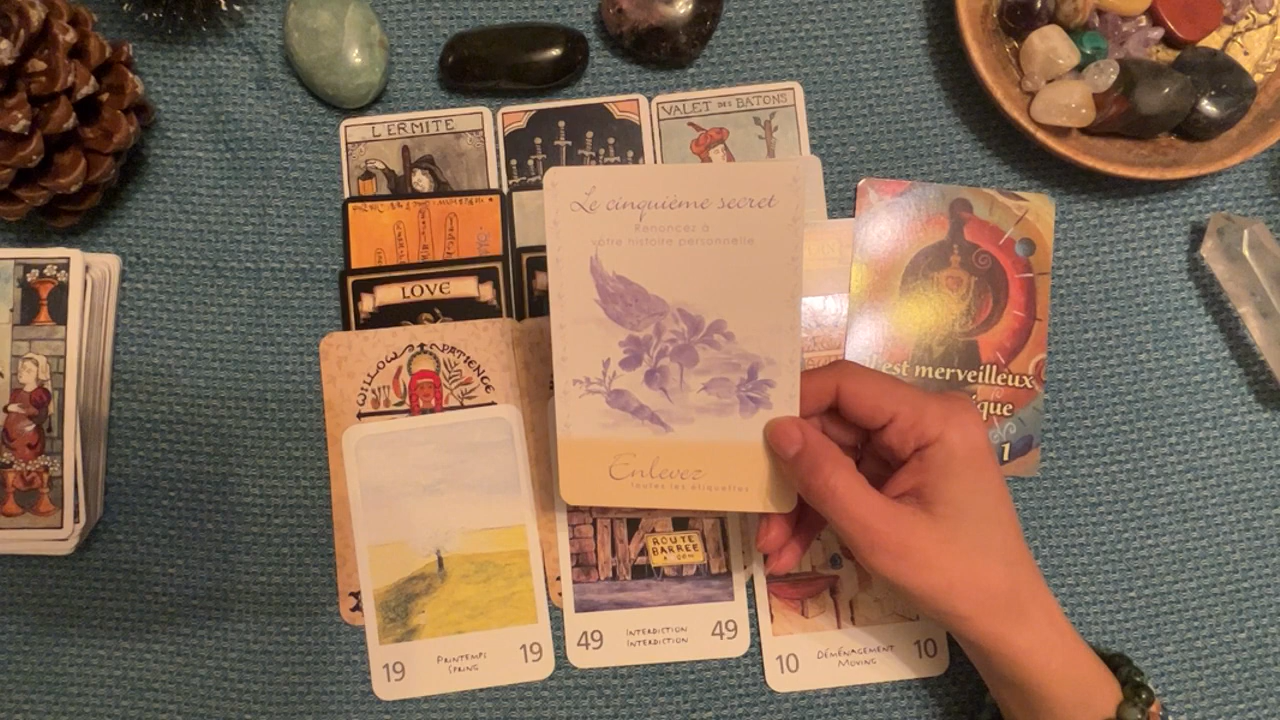 L'ERMITE
VALET DES BATONS
LOVE
WILLOW
PATIENCE
Le cinquième secret
Renoncez à
votre histoire personnelle
Enlevez
toutes les étiquettes
est merveilleux
ique
1
ROUTE
BARRÉE
19
PRINTEMPS
SPRING
19
49
INTERDICTION
INTERDICTION
49
10
DÉMÉNAGEMENT
MOVING
10